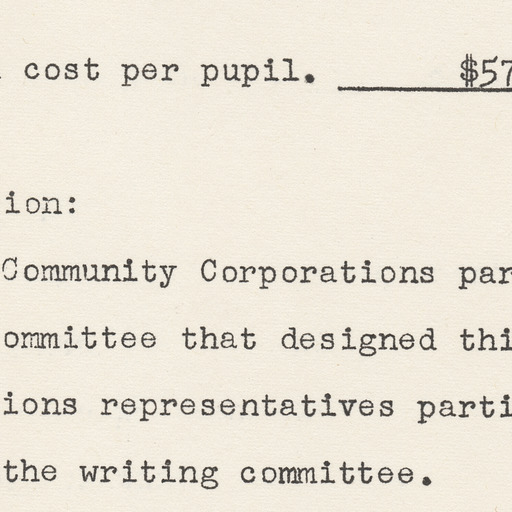 cost per pupil. $57
ion:
Community Corporations par
ommittee that designed thi
ions representatives parti
the writing committee.